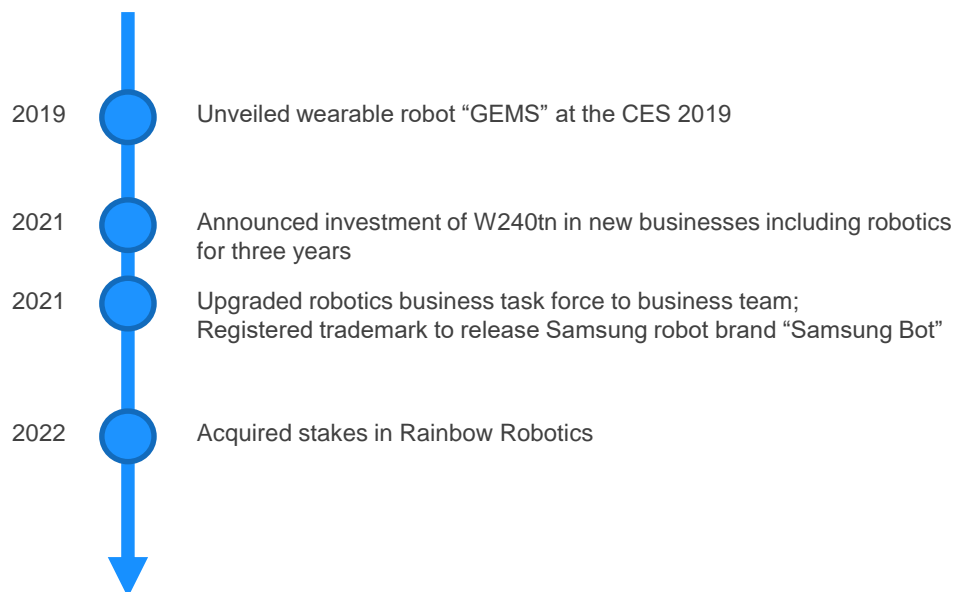 2019
Unveiled wearable robot “GEMS” at the CES 2019
2021
Announced investment of W240tn in new businesses including robotics
for three years
2021
Upgraded robotics business task force to business team;
Registered trademark to release Samsung robot brand “Samsung Bot”
2022
Acquired stakes in Rainbow Robotics